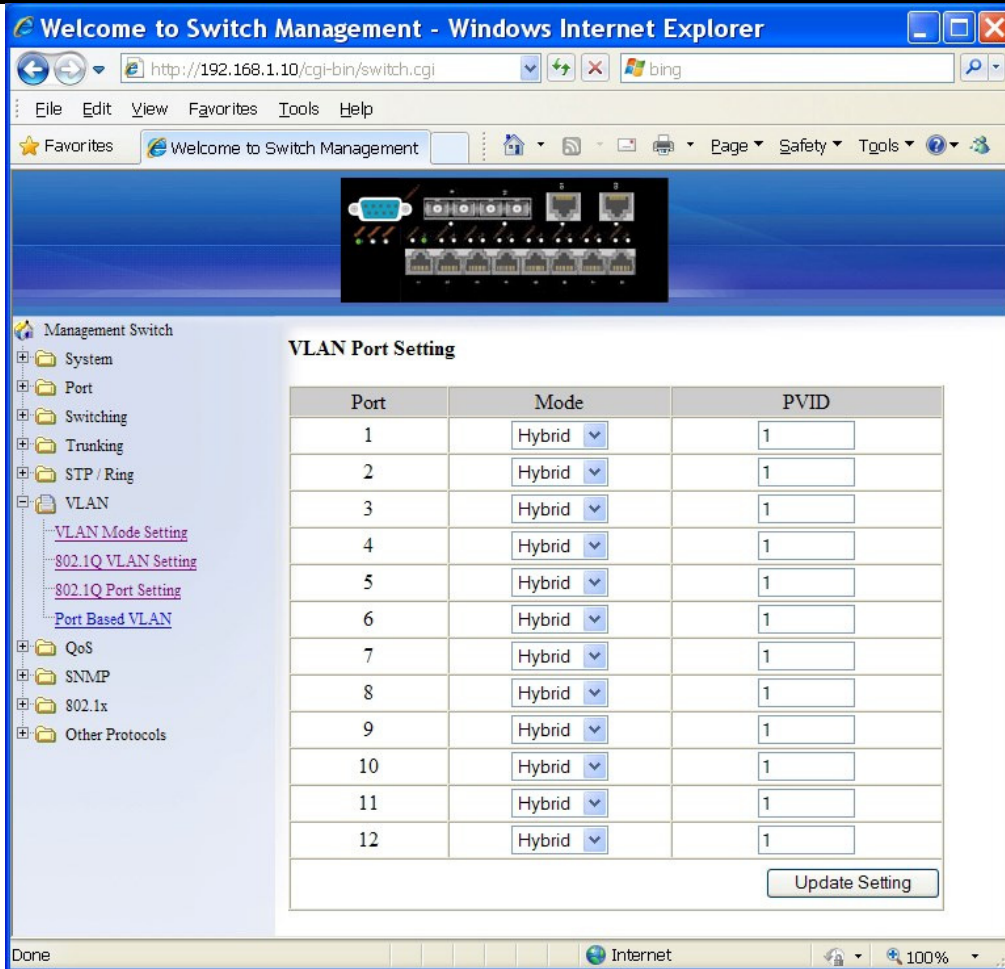 Welcome to Switch Management - Windows Internet Explorer
http://192.168.1.10/cgi-bin/switch.cgi
bing
File Edit View Favorites Tools Help
Favorites
Welcome to Switch Management
Page Safety Tools
Management Switch
System
Port
Switching
Trunking
STP / Ring
VLAN
VLAN Mode Setting
802.1Q VLAN Setting
802.1Q Port Setting
Port Based VLAN
QoS
SNMP
802.1x
Other Protocols
VLAN Port Setting
Port Mode PVID
1 Hybrid 1
2 Hybrid 1
3 Hybrid 1
4 Hybrid 1
5 Hybrid 1
6 Hybrid 1
7 Hybrid 1
8 Hybrid 1
9 Hybrid 1
10 Hybrid 1
11 Hybrid 1
12 Hybrid 1
Update Setting
Done
Internet
100%